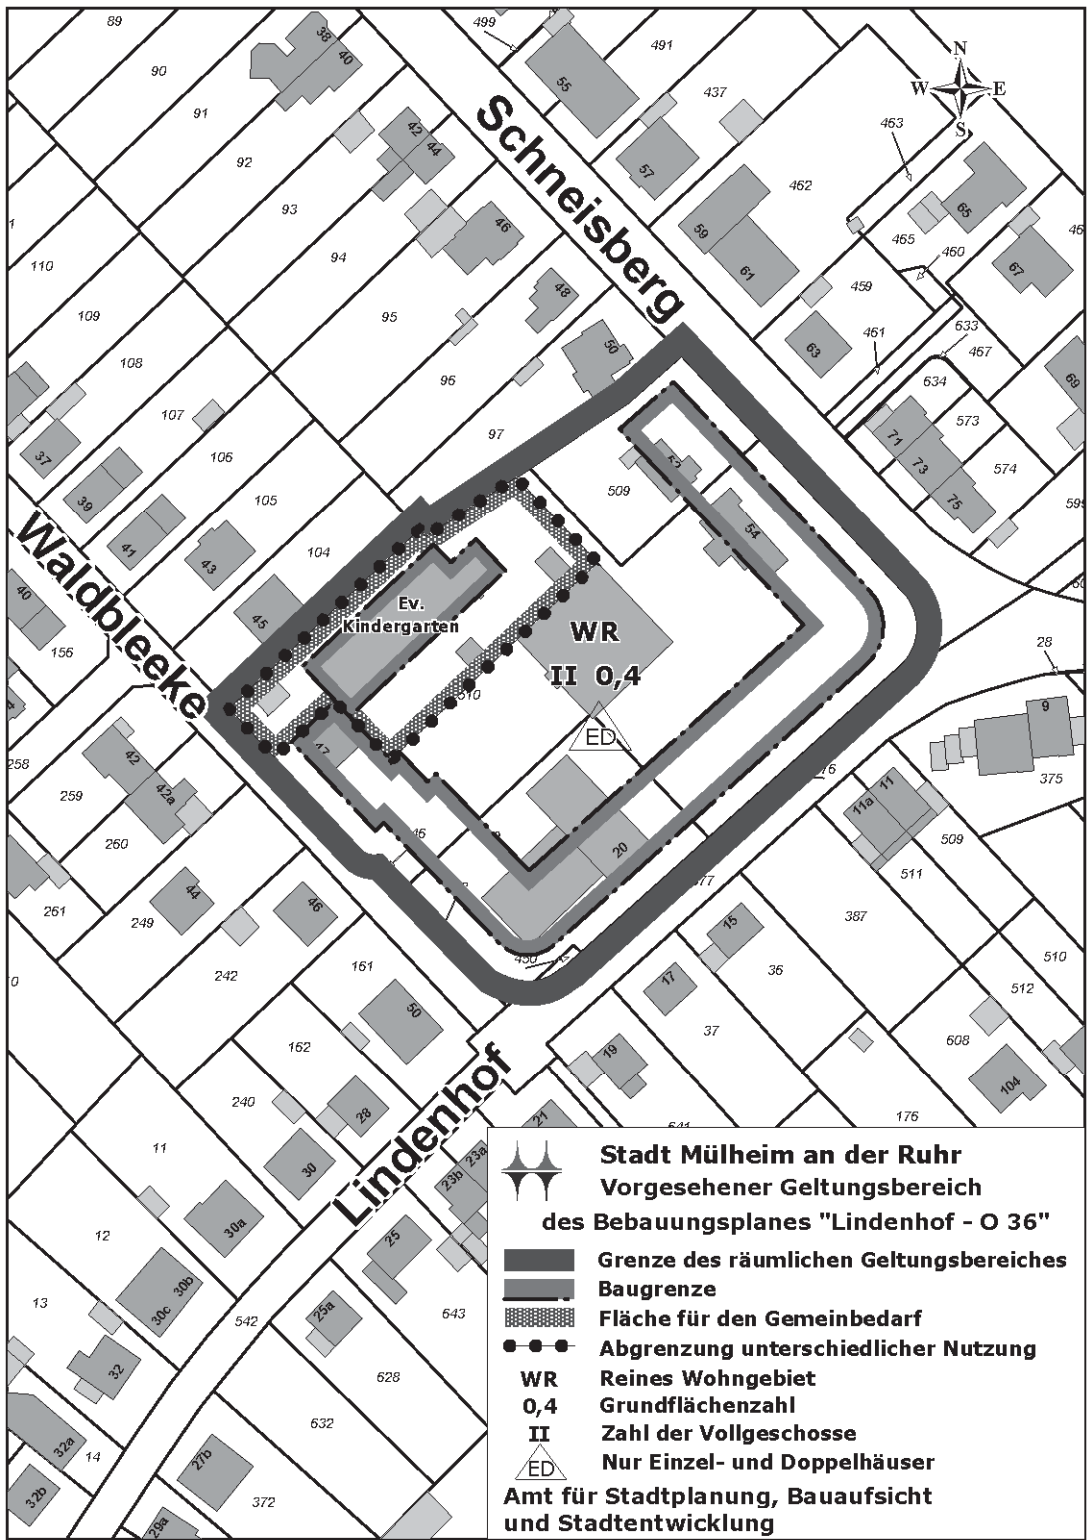 89
90
91
92
93
94
95
96
97
110
109
108
107
106
105
104
38
40
42
44
46
48
50
499
491
437
55
57
59
61
462
463
465
460
65
67
459
461
63
633
467
634
573
574
71
73
75
69
N
W
E
S
Schneisberg
37
39
41
43
45
Waldbleeke
40
156
509
54
Ev.
Kindergarten
WR
II 0,4
ED
47
20
28
9
375
258
259
260
261
249
242
42
42a
44
46
161
162
50
240
28
30
30a
30b
30c
11
12
13
14
32
32a
32b
Lindenhof
11a
11
509
511
387
510
512
608
104
176
15
36
17
37
19
21
23a
23b
25
25a
643
542
628
632
27b
372
29a
Stadt Mülheim an der Ruhr
Vorgesehener Geltungsbereich
des Bebauungsplanes "Lindenhof - O 36"
Grenze des räumlichen Geltungsbereiches
Baugrenze
Fläche für den Gemeinbedarf
Abgrenzung unterschiedlicher Nutzung
WR Reines Wohngebiet
0,4 Grundflächenzahl
II Zahl der Vollgeschosse
ED Nur Einzel- und Doppelhäuser
Amt für Stadtplanung, Bauaufsicht
und Stadtentwicklung